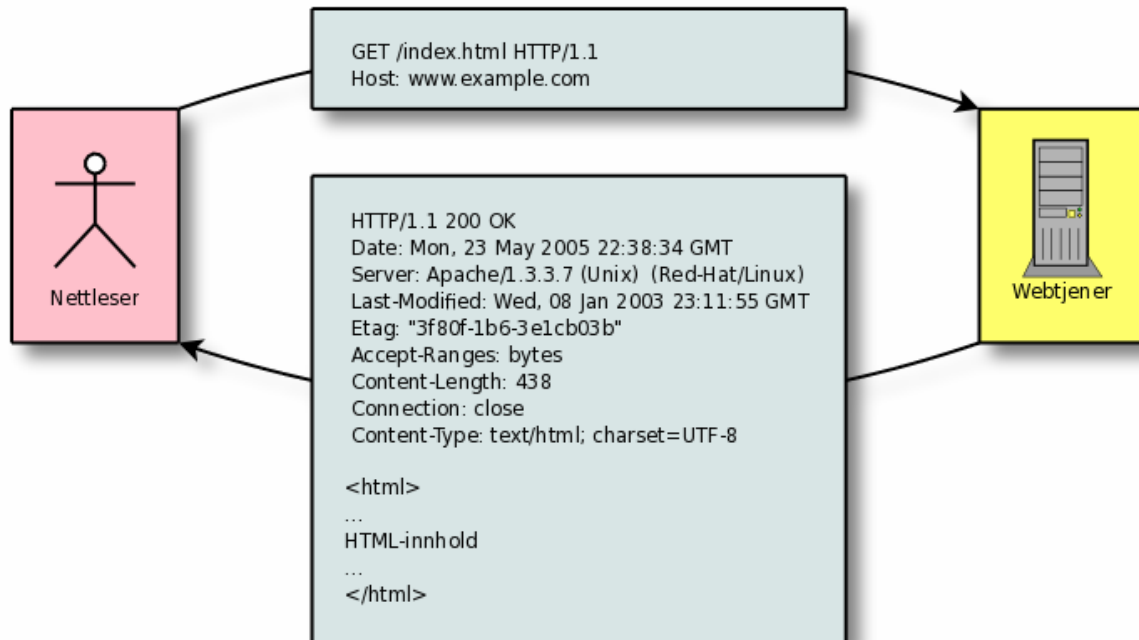 GET /index.html HTTP/1.1
Host: www.example.com
Nettleser
Webtjener
HTTP/1.1 200 OK
Date: Mon, 23 May 2005 22:38:34 GMT
Server: Apache/1.3.3.7 (Unix)  (Red-Hat/Linux)
Last-Modified: Wed, 08 Jan 2003 23:11:55 GMT
Etag: "3f80f-1b6-3e1cb03b"
Accept-Ranges: bytes
Content-Length: 438
Connection: close
Content-Type: text/html; charset=UTF-8
<html>
...
HTML-innhold
...
</html>